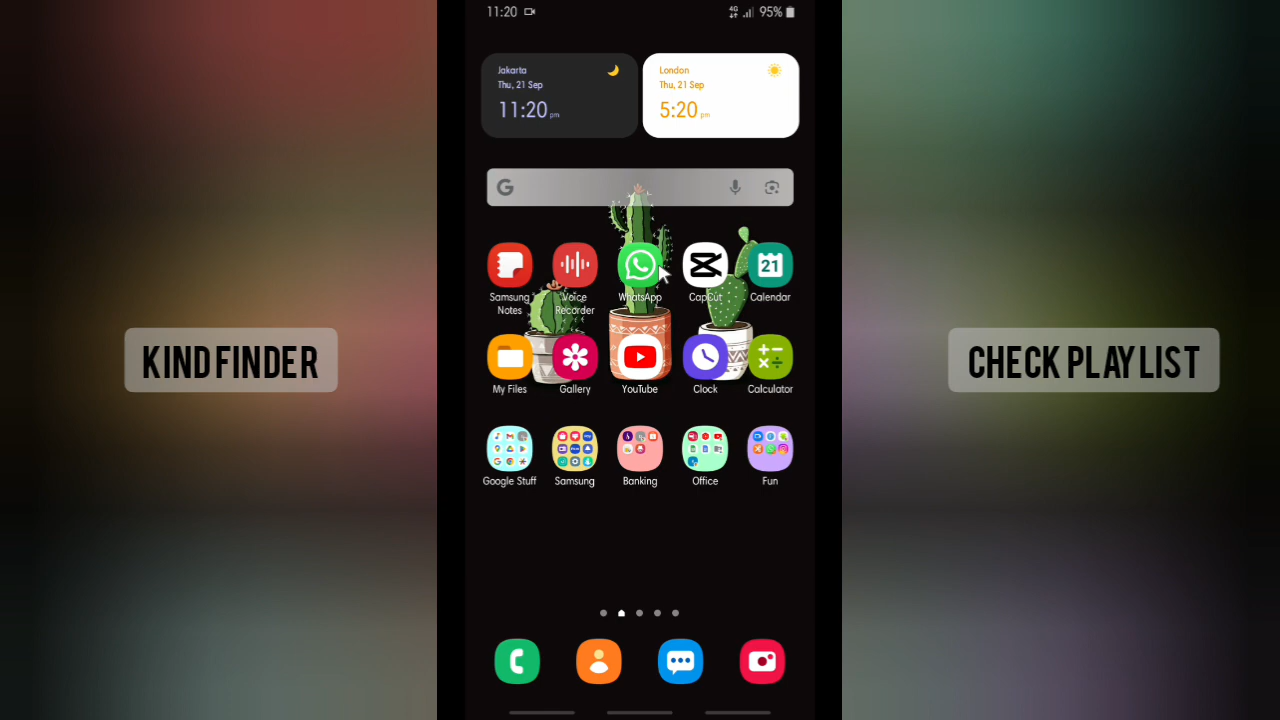 11:20
4G
95%
Jakarta
Thu, 21 Sep
11:20 pm
London
Thu, 21 Sep
5:20 pm
G
Samsung Notes
Voice Recorder
WhatsApp
CapCut
21
Calendar
My Files
Gallery
YouTube
Clock
Calculator
Google Stuff
Samsung
Banking
Office
Fun
KIND FINDER
CHECK PLAYLIST